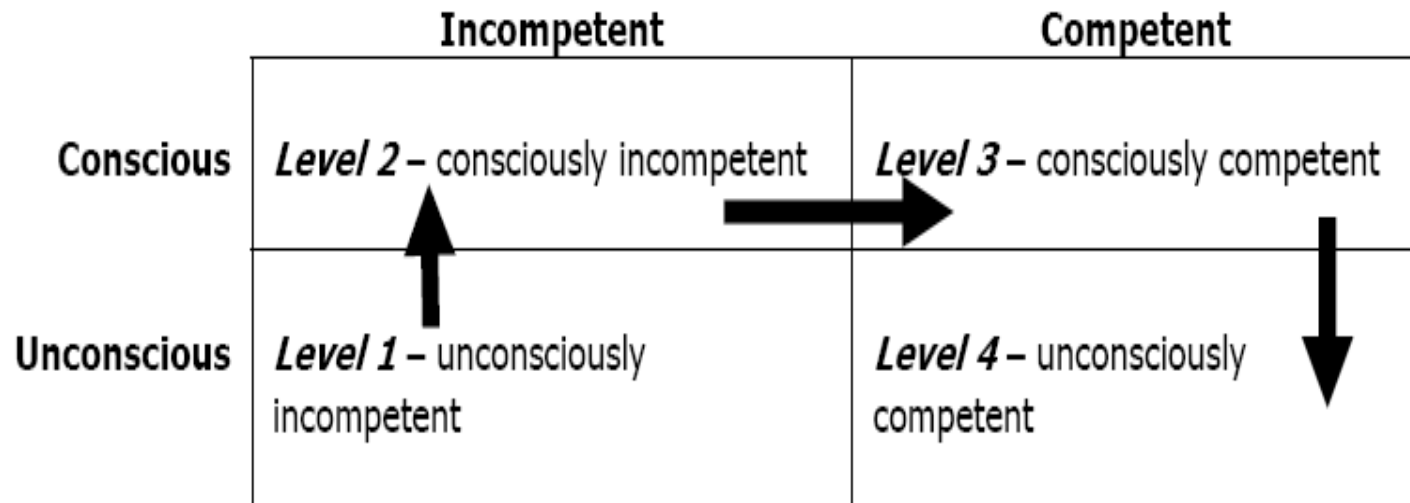 Incompetent Competent
Conscious Level 2 – consciously incompetent Level 3 – consciously competent
Unconscious Level 1 – unconsciously Level 4 – unconsciously
incompetent competent